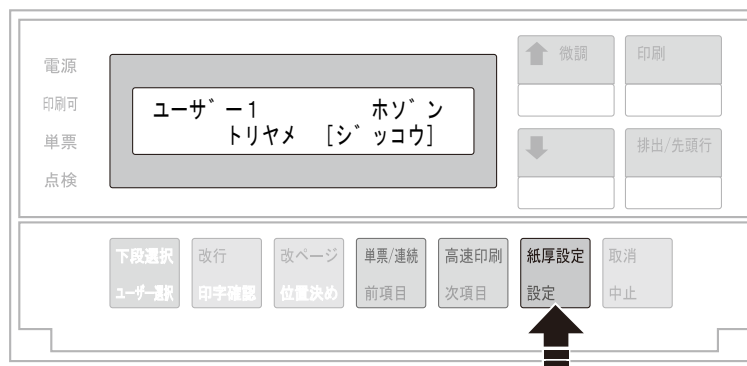 電源
印刷可
単票
点検
ユーザー1 ホゾン
トリヤメ [ジッコウ]
微調
印刷
排出/先頭行
下段選択
ユーザー選択
改行
印字確認
改ページ
位置決め
単票/連続
前項目
高速印刷
次項目
紙厚設定
設定
取消
中止